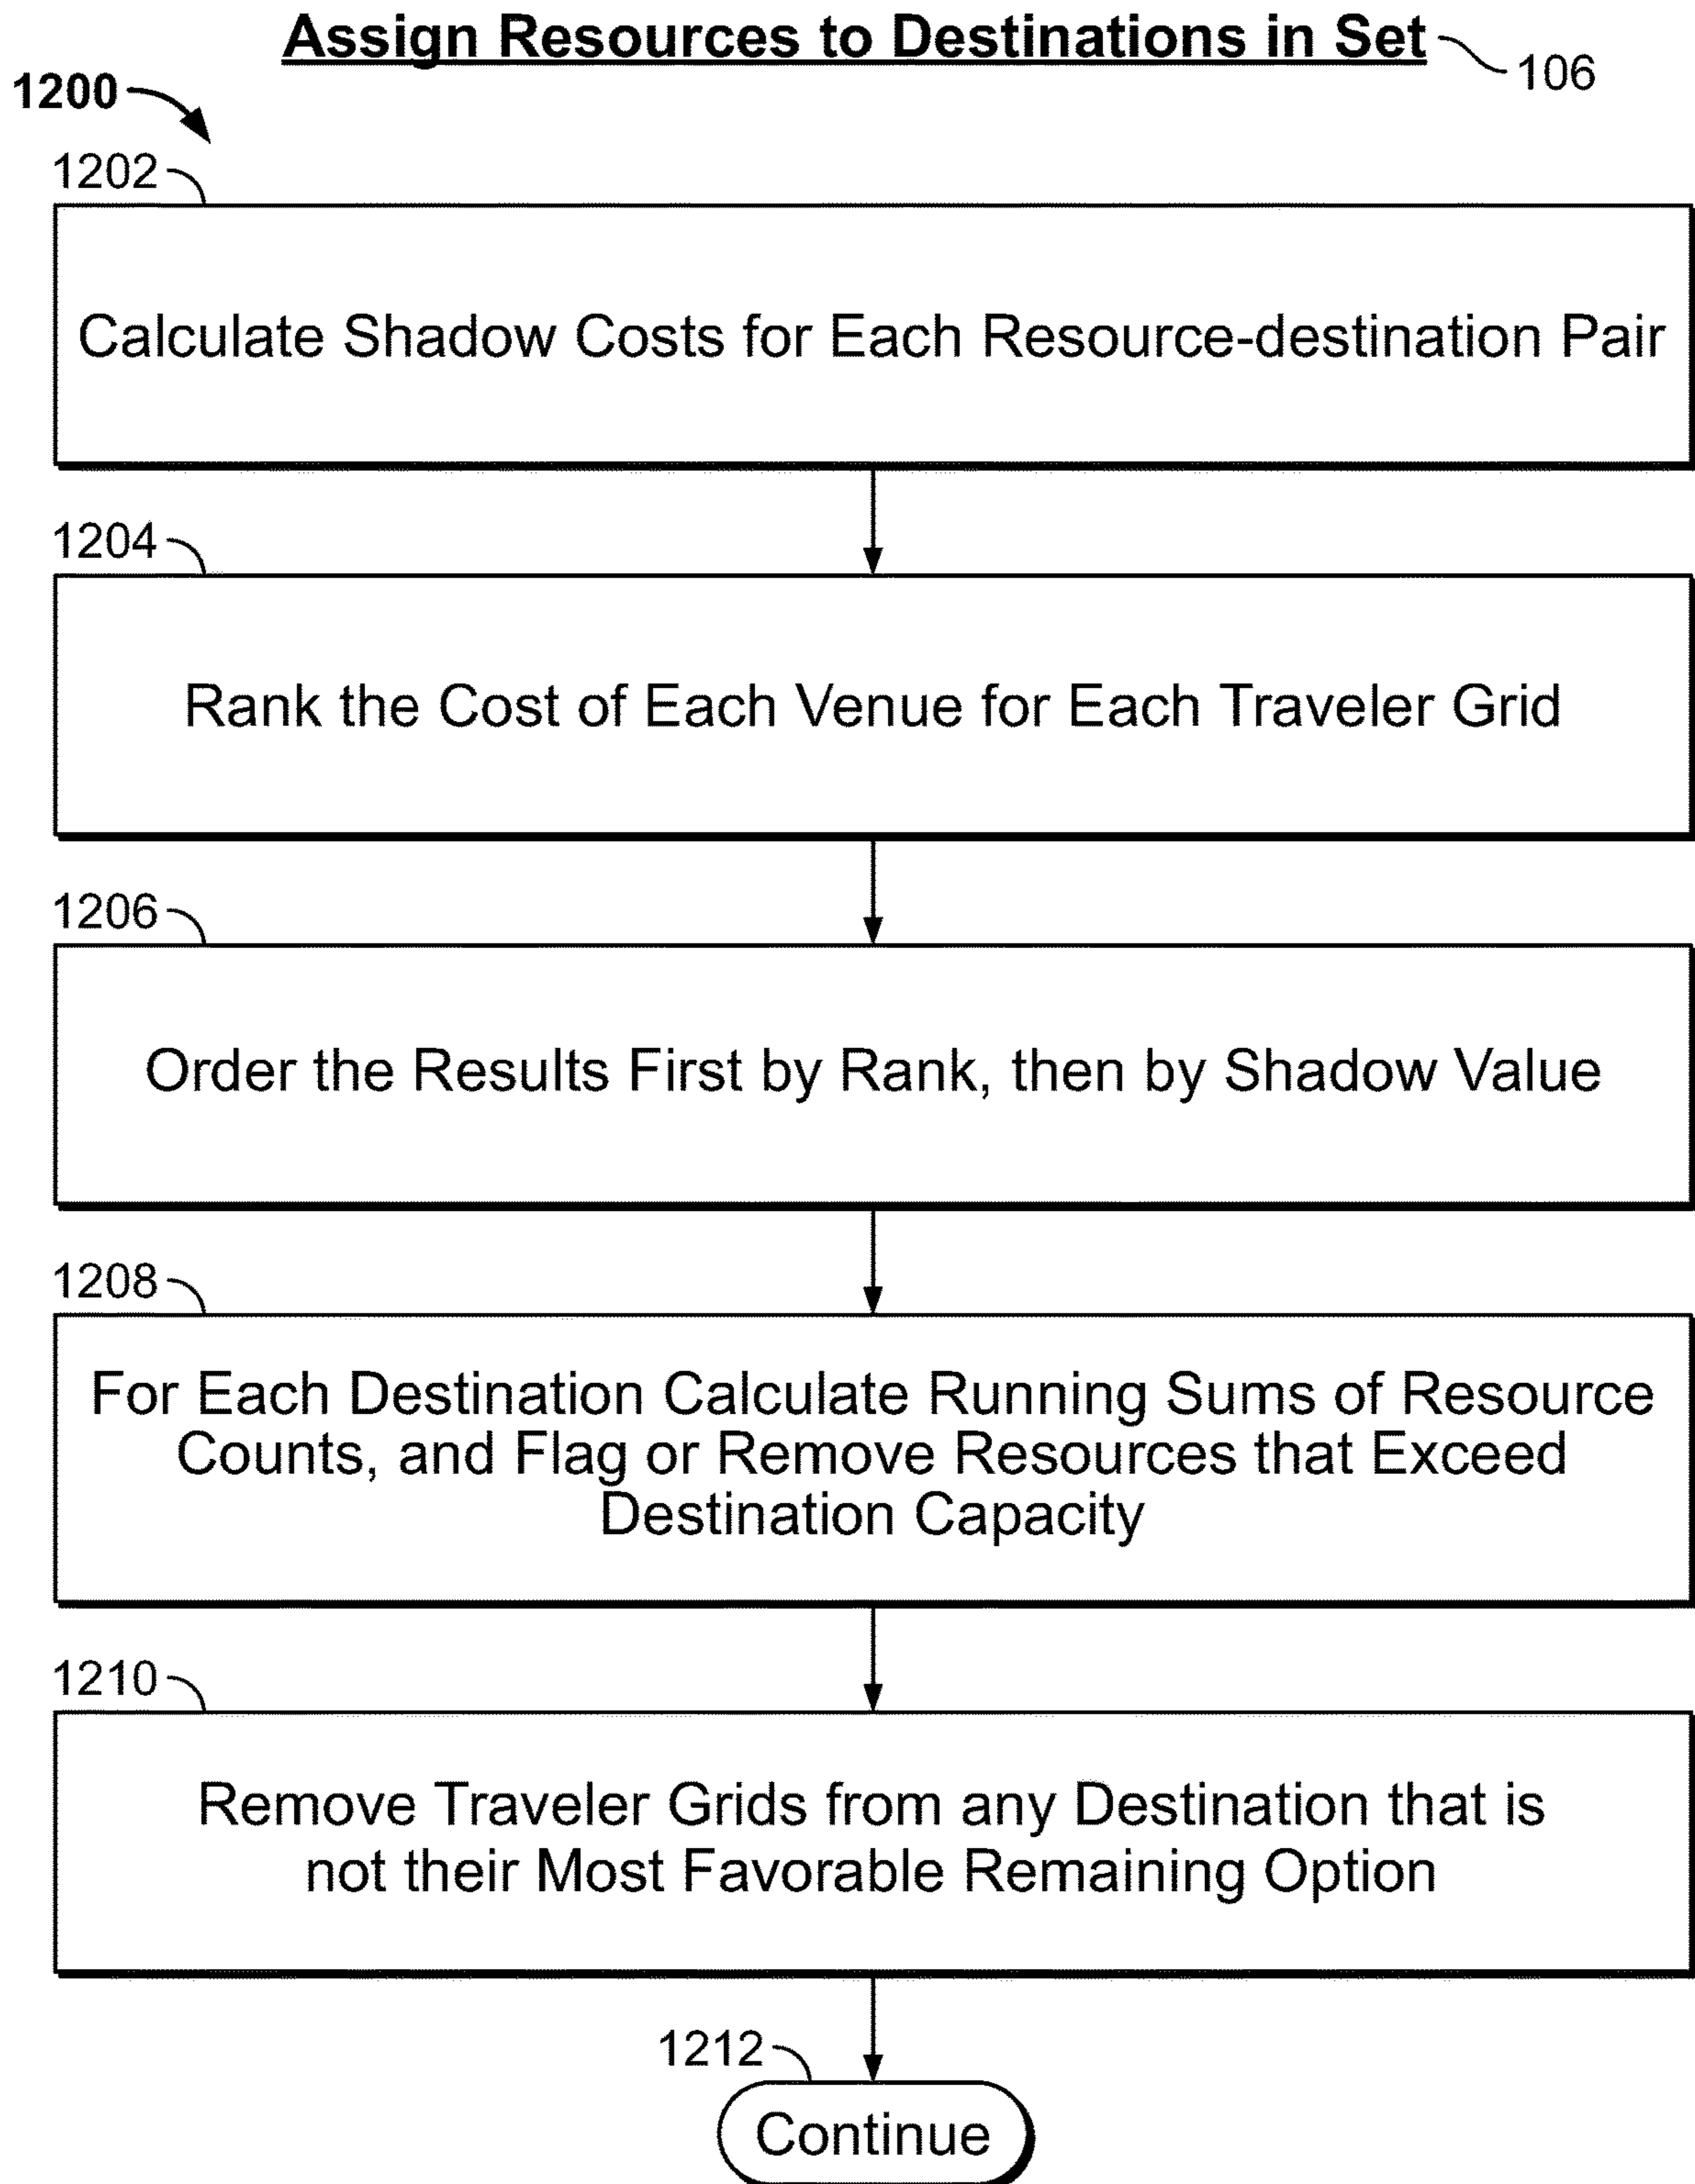 Assign Resources to Destinations in Set
106
1200
1202
Calculate Shadow Costs for Each Resource-destination Pair
1204
Rank the Cost of Each Venue for Each Traveler Grid
1206
Order the Results First by Rank, then by Shadow Value
1208
For Each Destination Calculate Running Sums of Resource
Counts, and Flag or Remove Resources that Exceed
Destination Capacity
1210
Remove Traveler Grids from any Destination that is
not their Most Favorable Remaining Option
1212
Continue